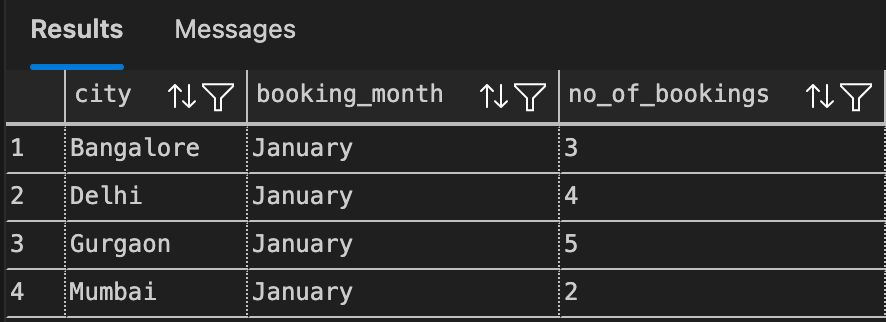 Results Messages
city booking_month no_of_bookings
1 Bangalore January 3
2 Delhi January 4
3 Gurgaon January 5
4 Mumbai January 2